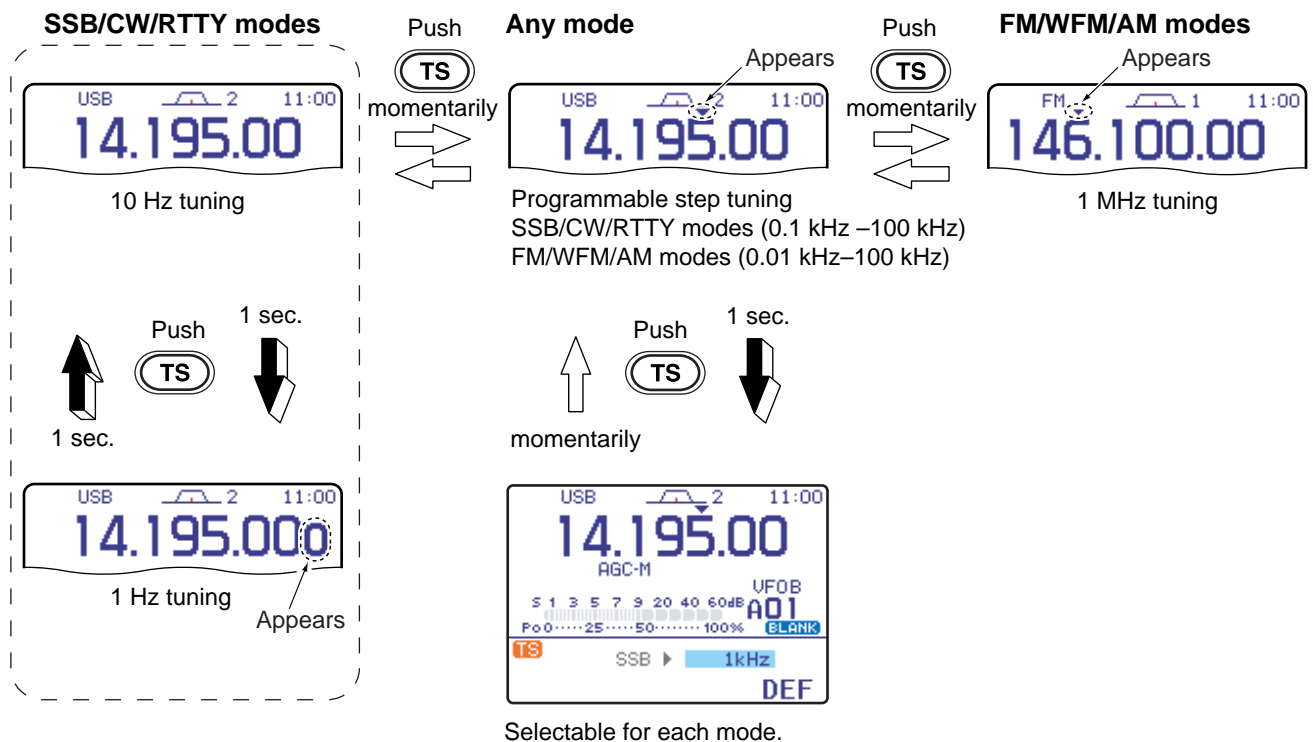 SSB/CW/RTTY modes
Push
TS
momentarily
Any mode
Appears
Push
TS
momentarily
FM/WFM/AM modes
Appears
USB 2 11:00
14.195.00
10 Hz tuning
USB 2 11:00
14.195.00
Programmable step tuning
SSB/CW/RTTY modes (0.1 kHz –100 kHz)
FM/WFM/AM modes (0.01 kHz–100 kHz)
FM 1 11:00
146.100.00
1 MHz tuning
Push
TS
1 sec.
1 sec.
Push
TS
1 sec.
momentarily
USB 2 11:00
14.195.000
1 Hz tuning
Appears
USB 2 11:00
14.195.00
AGC-M
VFOB
S 1 3 5 7 9 20 40 60dB
A01
Po0·····25·····50········100%
BLANK
TS
SSB ▶ 1kHz
DEF
Selectable for each mode.